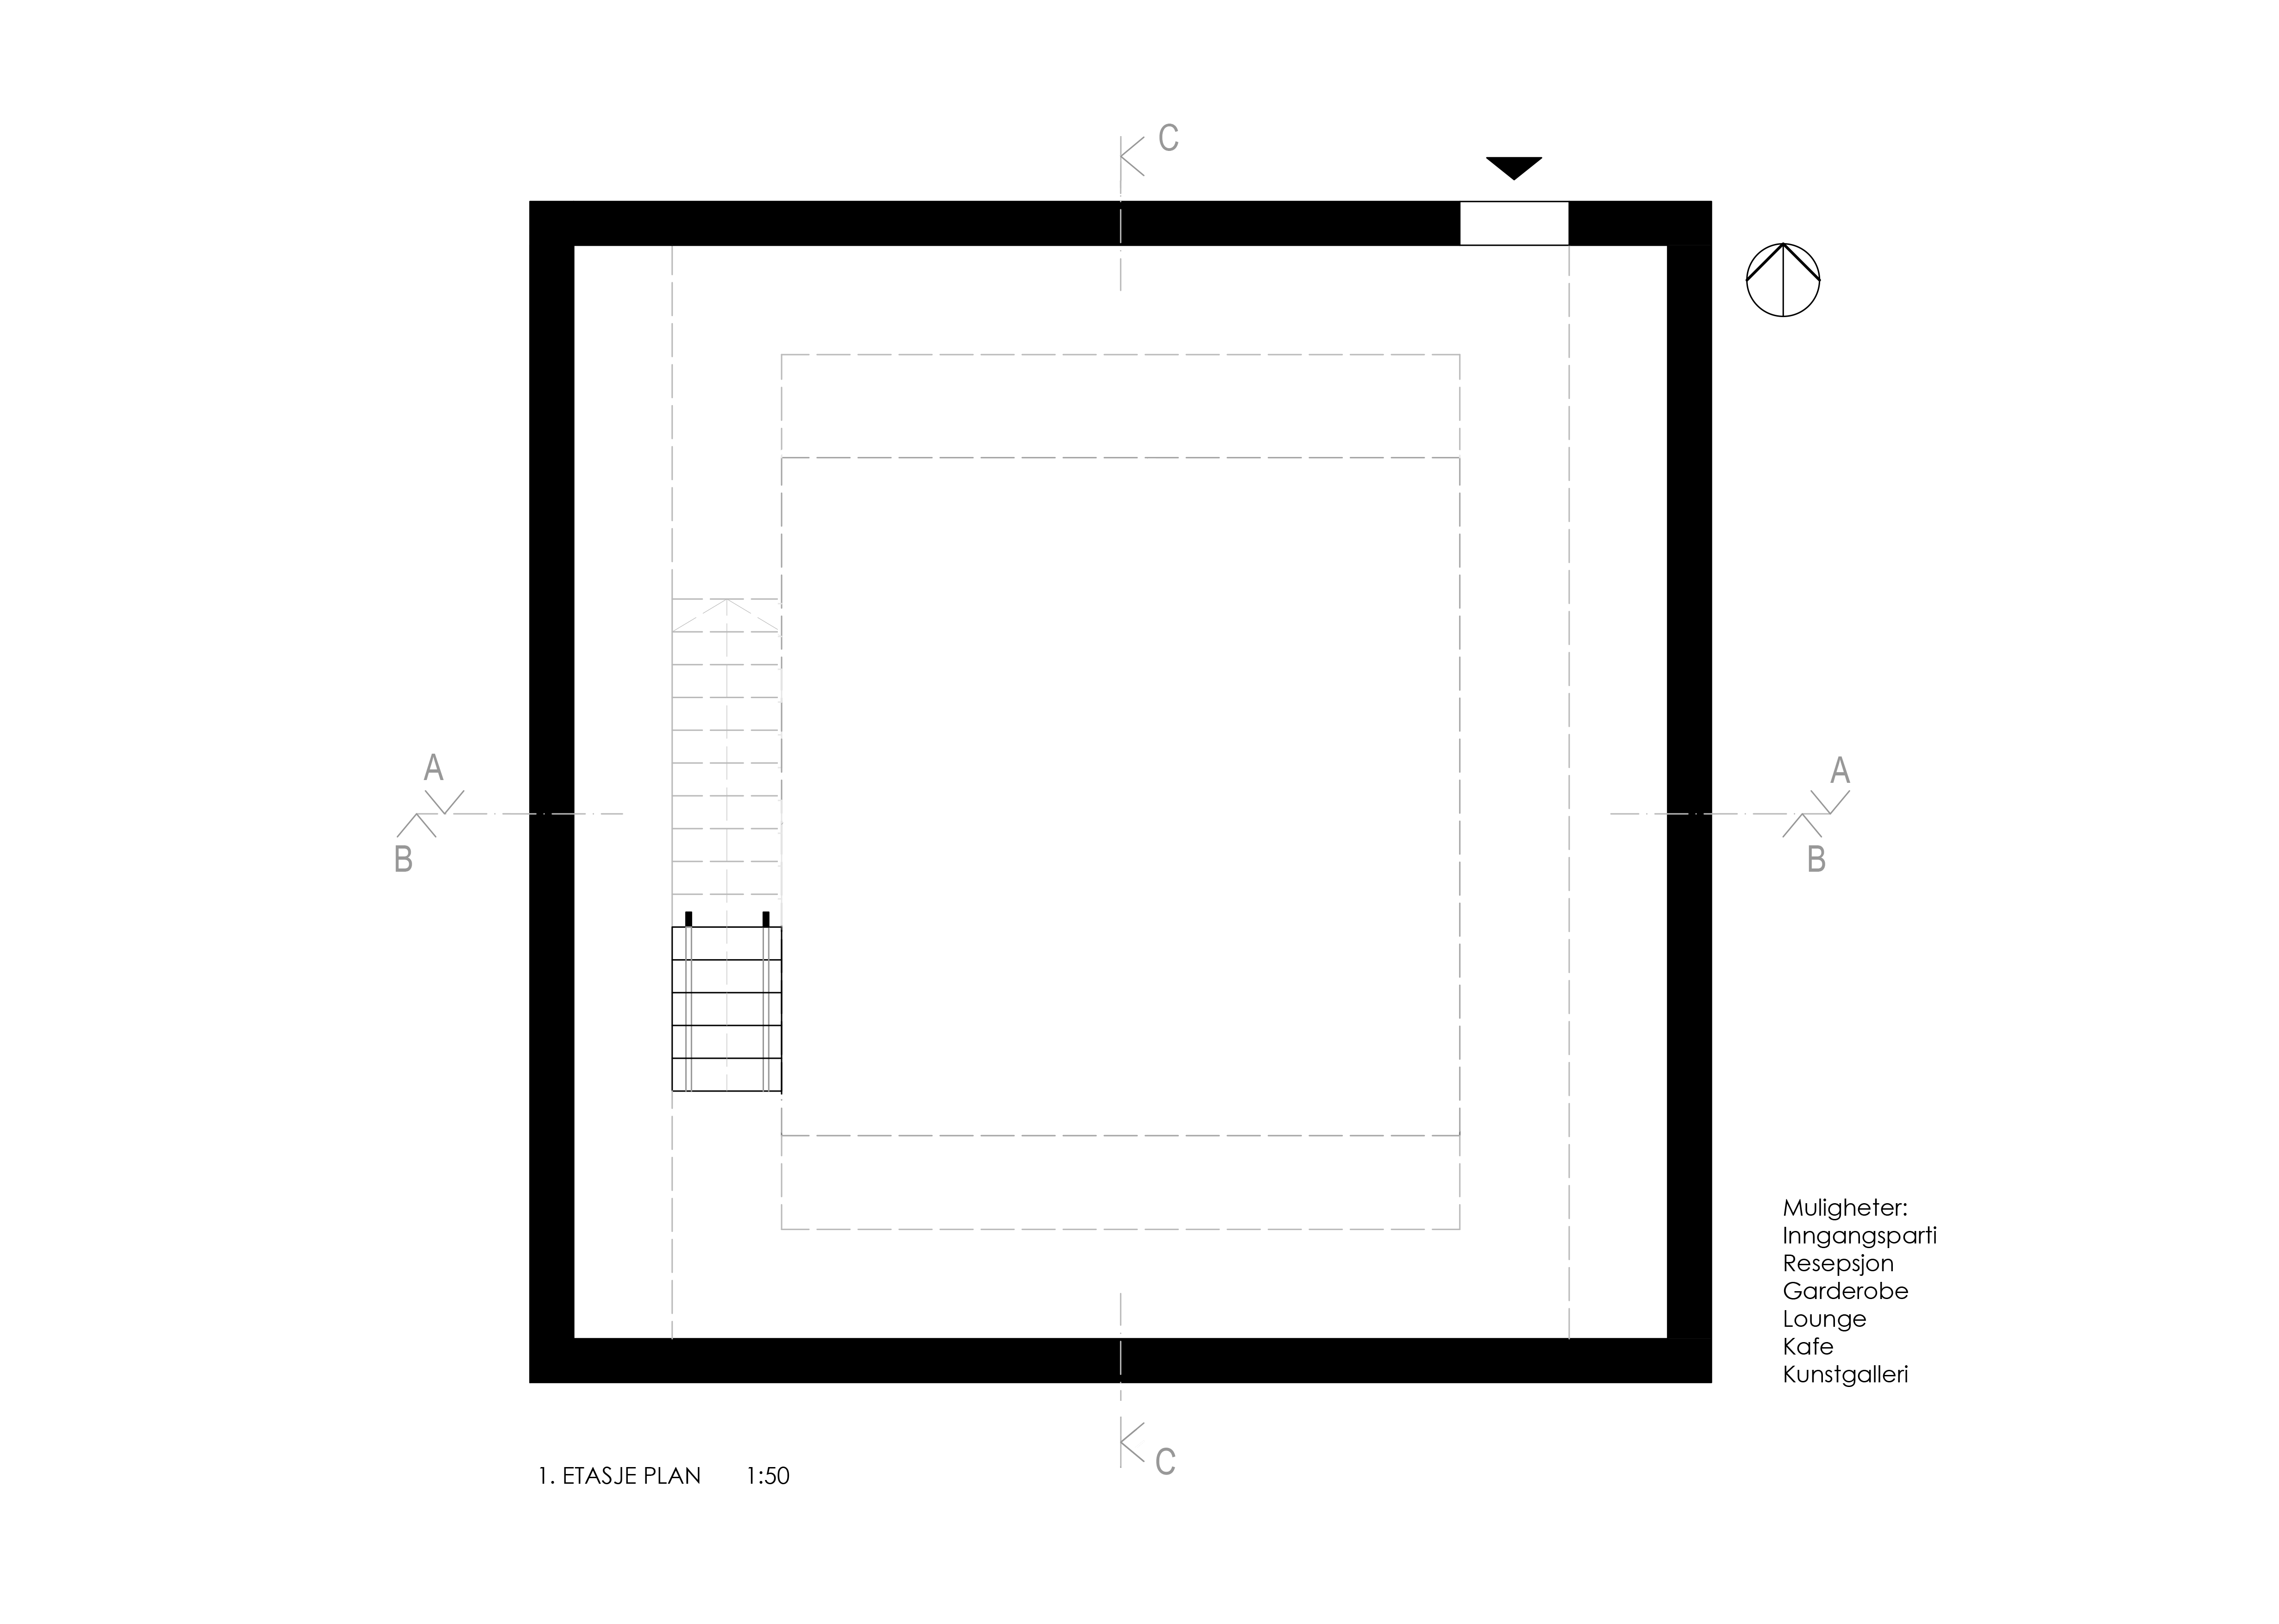 C
A
A
B
B
Muligheter:
Inngangsparti
Resepsjon
Garderobe
Lounge
Kafe
Kunstgalleri
C
1. ETASJE PLAN 1:50